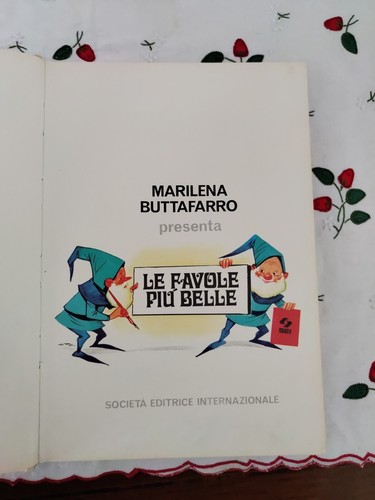 MARILENA
BUTTAFARRO
presenta
LE FAVOLE
PIÙ BELLE
SOCIETÀ EDITRICE INTERNAZIONALE